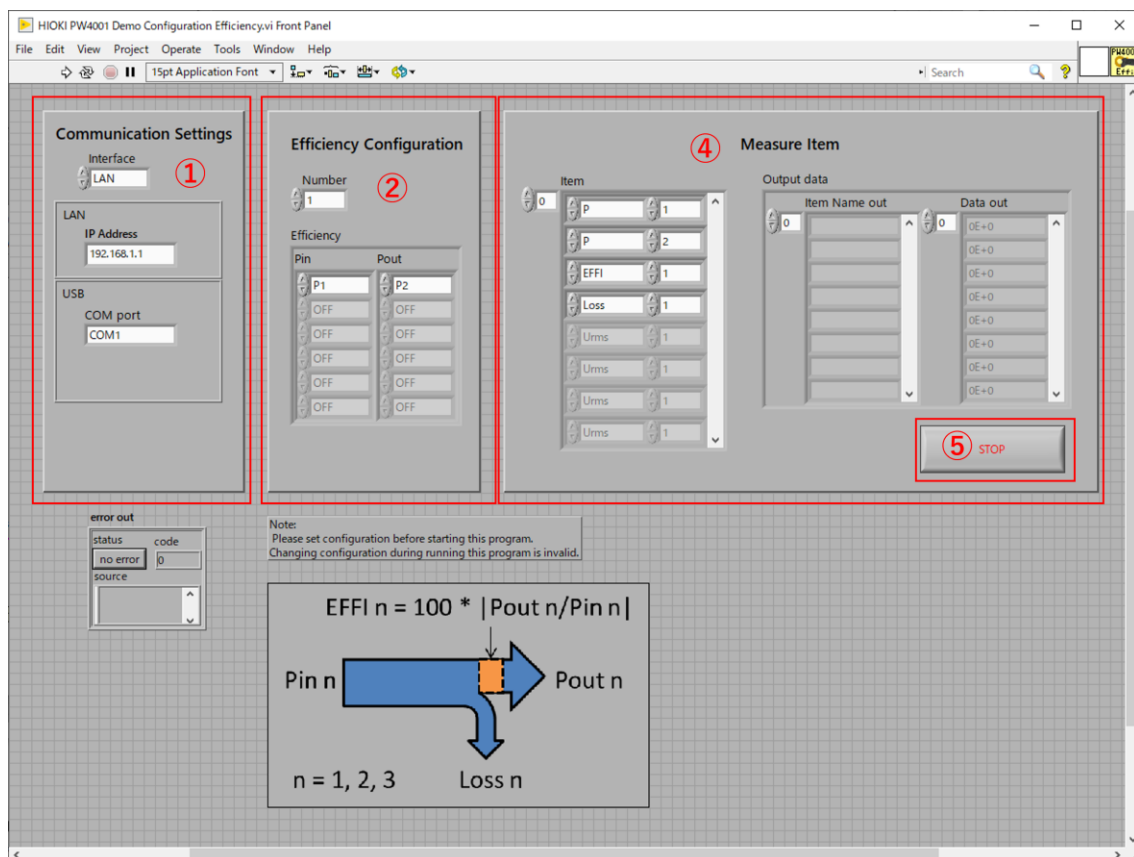 HIOKI PW4001 Demo Configuration Efficiency.vi Front Panel
File Edit View Project Operate Tools Window Help
15pt Application Font
Search
PW400
Effi
Communication Settings
①
Interface
LAN
LAN
IP Address
192.168.1.1
USB
COM port
COM1
Efficiency Configuration
②
Number
1
Efficiency
Pin Pout
P1 P2
OFF OFF
OFF OFF
OFF OFF
OFF OFF
OFF OFF
④
Measure Item
Item
0
P 1
P 2
EFFI 1
Loss 1
Urms 1
Urms 1
Urms 1
Urms 1
Output data
Item Name out Data out
0 0
0E+0
0E+0
0E+0
0E+0
0E+0
0E+0
0E+0
0E+0
⑤ STOP
error out
status code
no error 0
source
Note:
Please set configuration before starting this program.
Changing configuration during running this program is invalid.
EFFI n = 100 * |Pout n/Pin n|
Pin n
Pout n
n = 1, 2, 3
Loss n